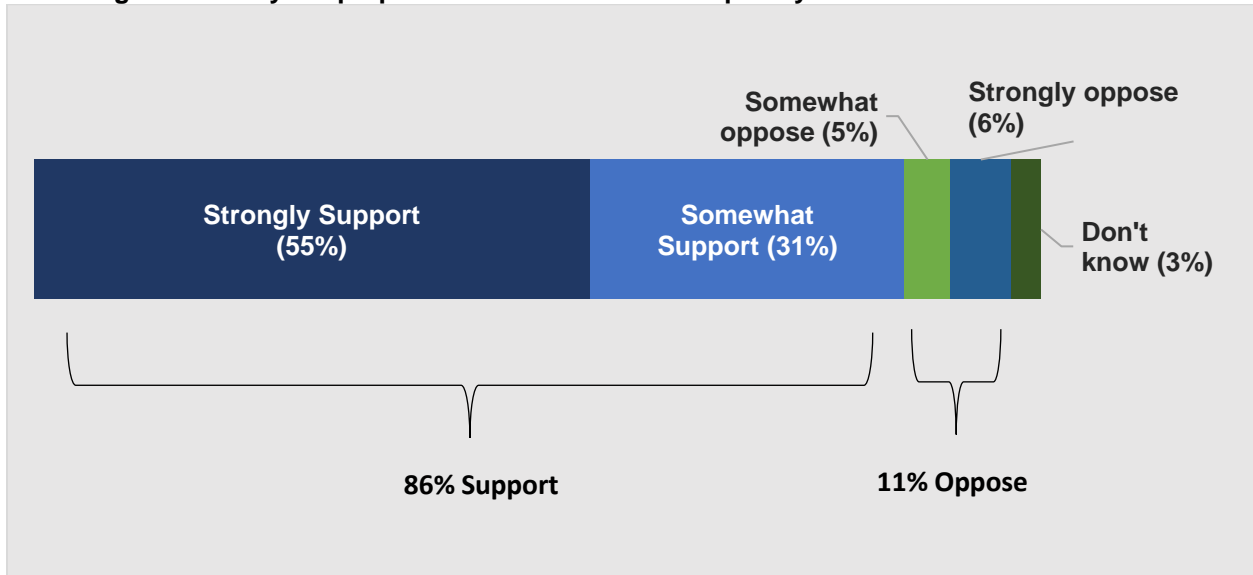 Somewhat
oppose (5%)
Strongly oppose
(6%)
Strongly Support
(55%)
Somewhat
Support (31%)
Don't
know (3%)
86% Support
11% Oppose